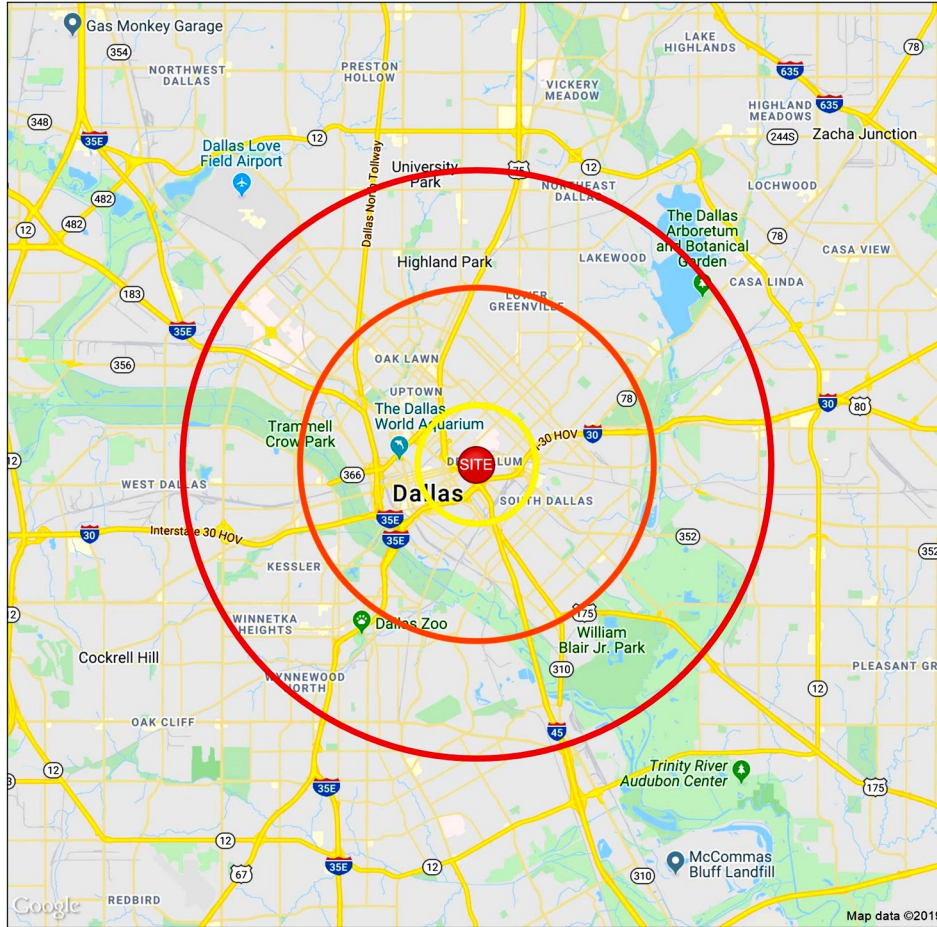 Gas Monkey Garage
354
NORTHWEST
DALLAS
PRESTON
HOLLOW
LAKE
HIGHLANDS
78
635
VICKERY
MEADOW
635
HIGHLAND
MEADOWS
348
35E
12
244S
Zacha Junction
Dallas Love
Field Airport
Dallas North Tollway
University
Park
75
12
NORTHEAST
DALLAS
LOCHWOOD
482
482
12
The Dallas
Arboretum
and Botanical
Garden
78
CASA VIEW
Highland Park
LAKEWOOD
CASA LINDA
183
35E
LOWER
GREENVILLE
356
OAK LAWN
UPTOWN
78
30
80
The Dallas
World Aquarium
Trammell
Crow Park
I-30 HOV
30
12
366
SITE
WEST DALLAS
Dallas
SOUTH DALLAS
35E
30
Interstate 30 HOV
35E
352
352
KESSLER
12
WINNETKA
HEIGHTS
Dallas Zoo
175
William
Blair Jr. Park
Cockrell Hill
310
PLEASANT GR
WYNNEWOOD
NORTH
12
OAK CLIFF
45
12
Trinity River
Audubon Center
35E
175
12
35E
12
67
310
McCommas
Bluff Landfill
REDBIRD
Google
Map data ©2019